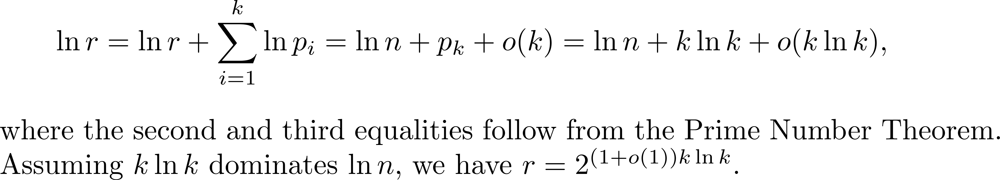 $$\ln r = \ln r + \sum_{i=1}^{k} \ln p_i = \ln n + p_k + o(k) = \ln n + k \ln k + o(k \ln k),$$
where the second and third equalities follow from the Prime Number Theorem.
Assuming $k \ln k$ dominates $\ln n$, we have $r = 2^{(1+o(1))k \ln k}$.